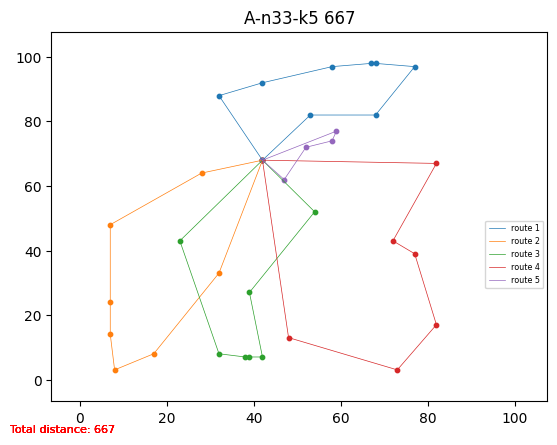 A-n33-k5 667
100
80
60
40
20
0
0 20 40 60 80 100
route 1
route 2
route 3
route 4
route 5
Total distance: 667